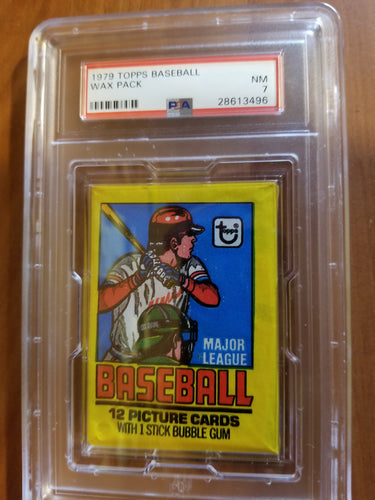 1979 TOPPS BASEBALL
NM
WAX PACK
7
PSA
28613496
Topps
MAJOR
LEAGUE
BASEBALL
12 PICTURE CARDS
WITH 1 STICK BUBBLE GUM